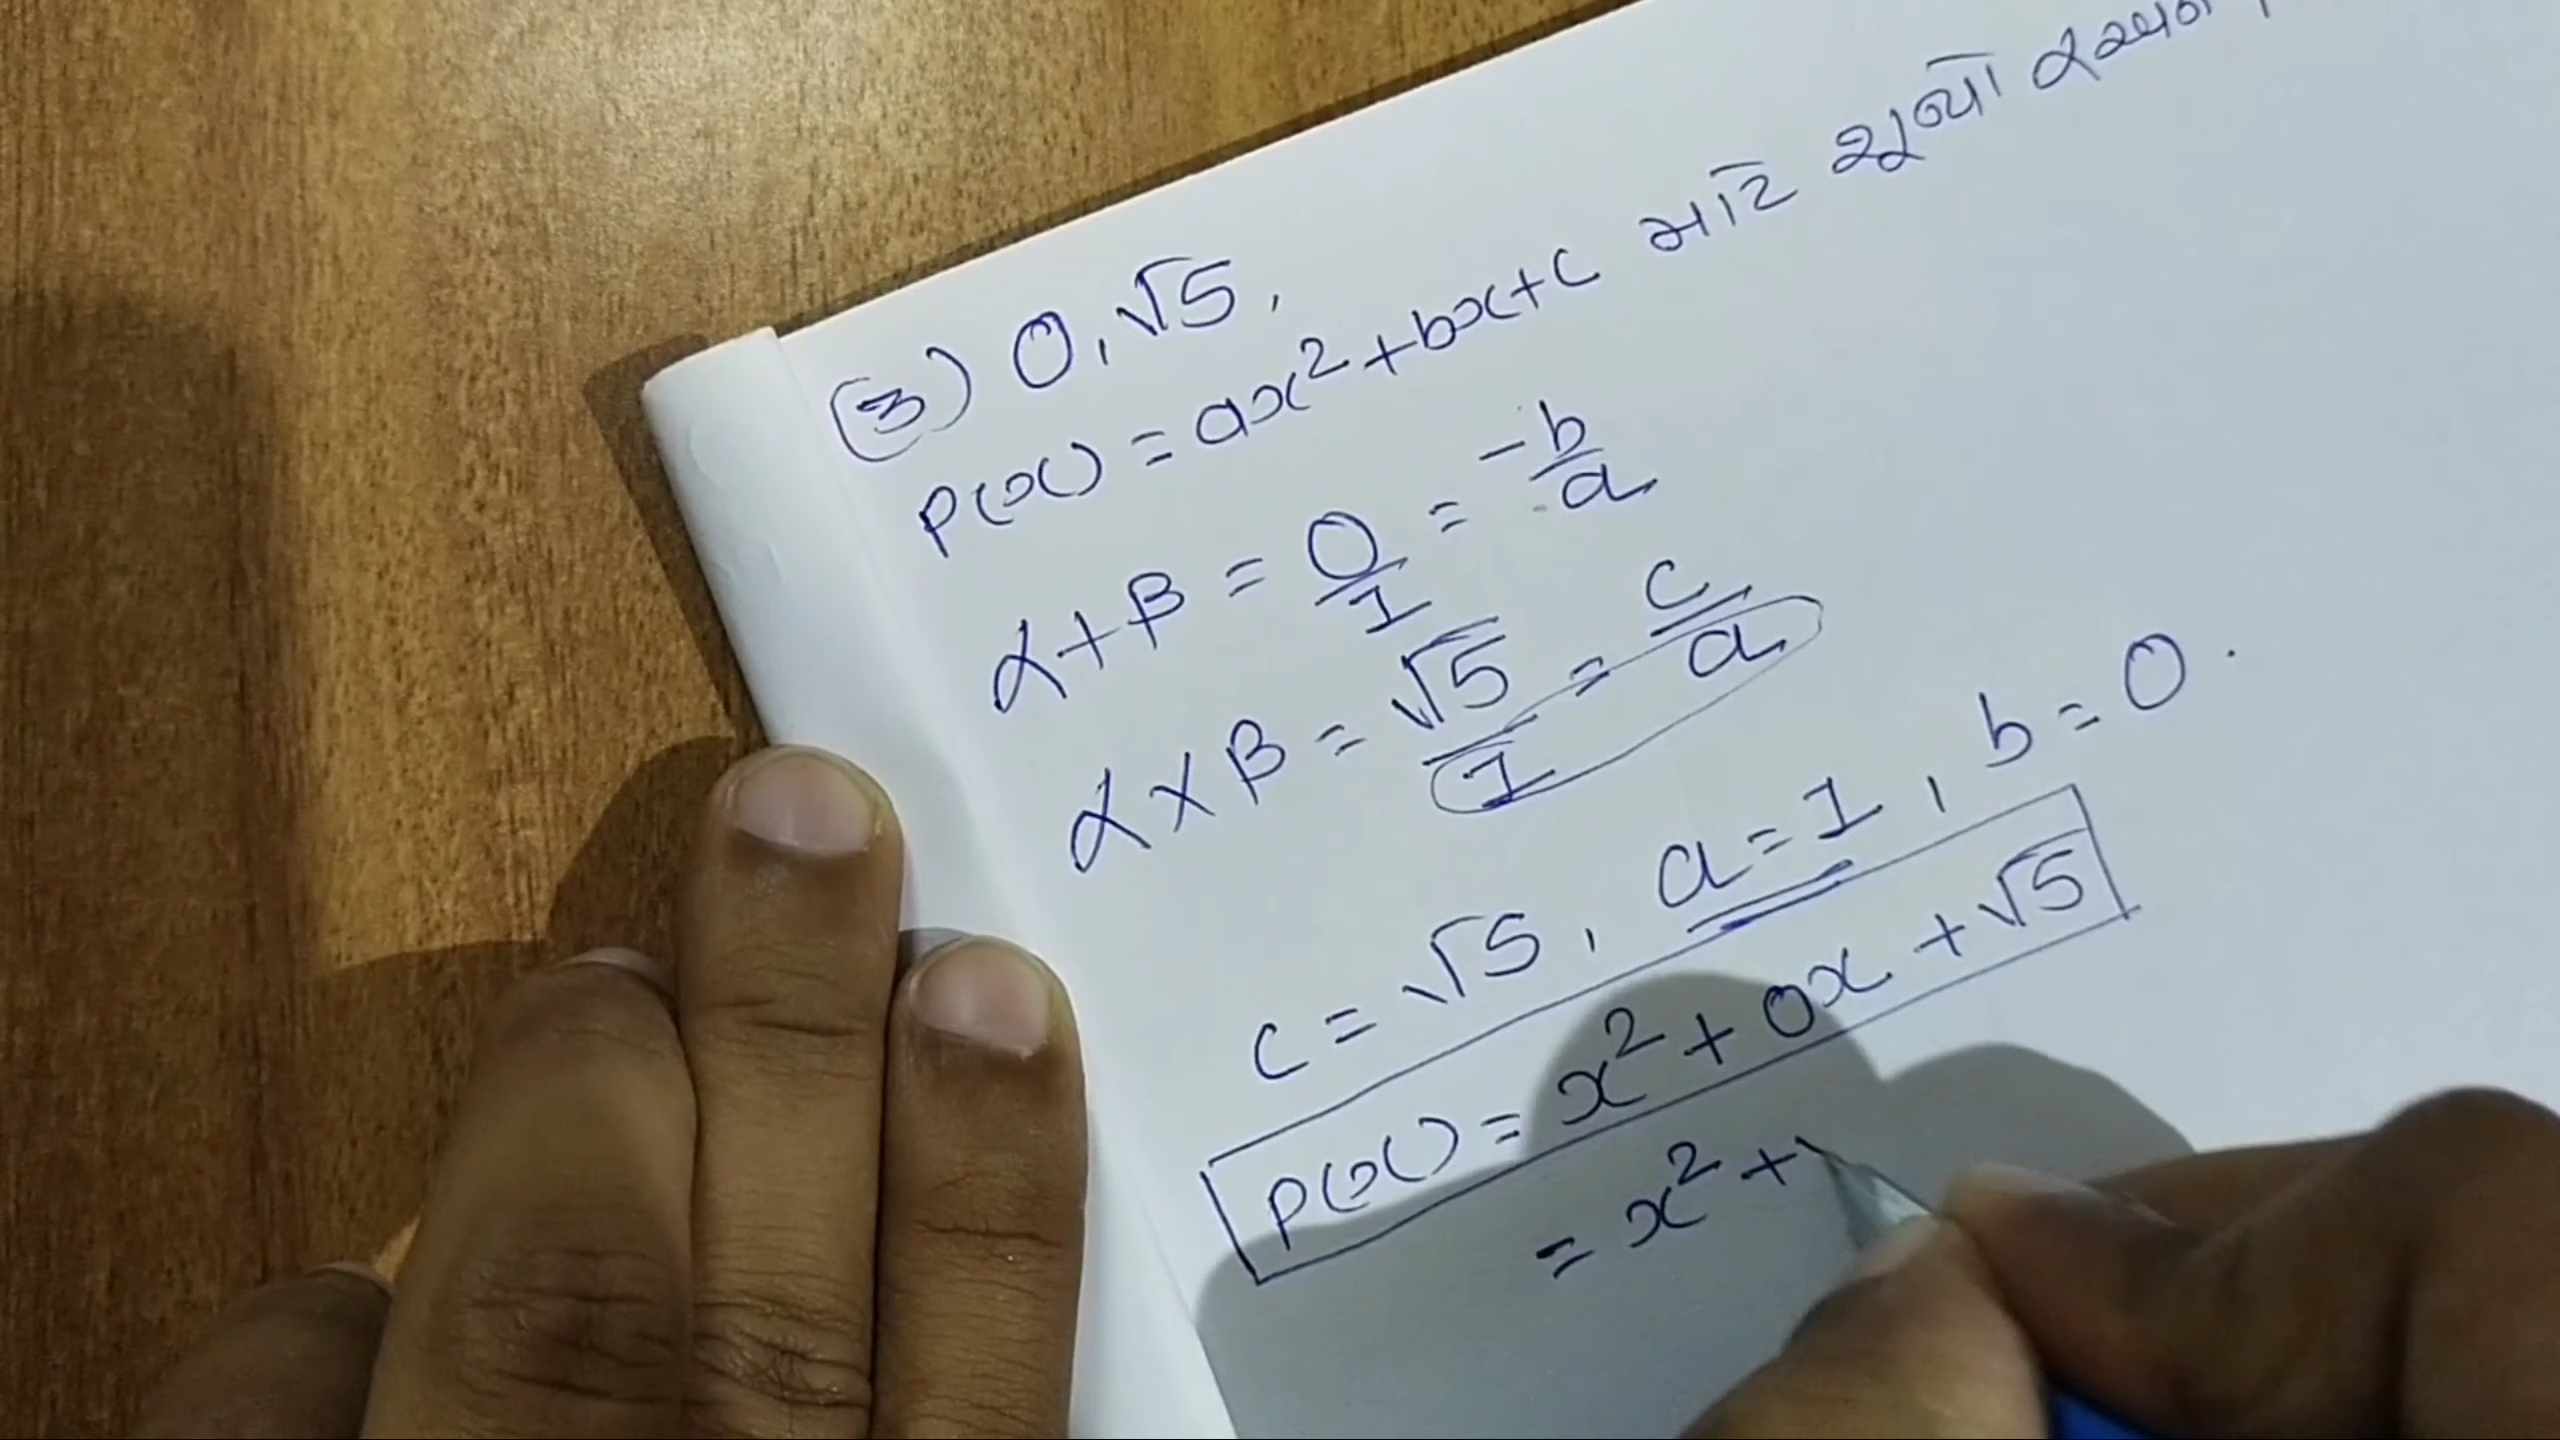 (3) 0, √5,
P(x) = ax² + bx + c માટે શૂન્યો
α + β = 0/1 = -b/a
α × β = √5/1 = c/a
c = √5, a = 1, b = 0.
P(x) = x² + 0x + √5
= x² +